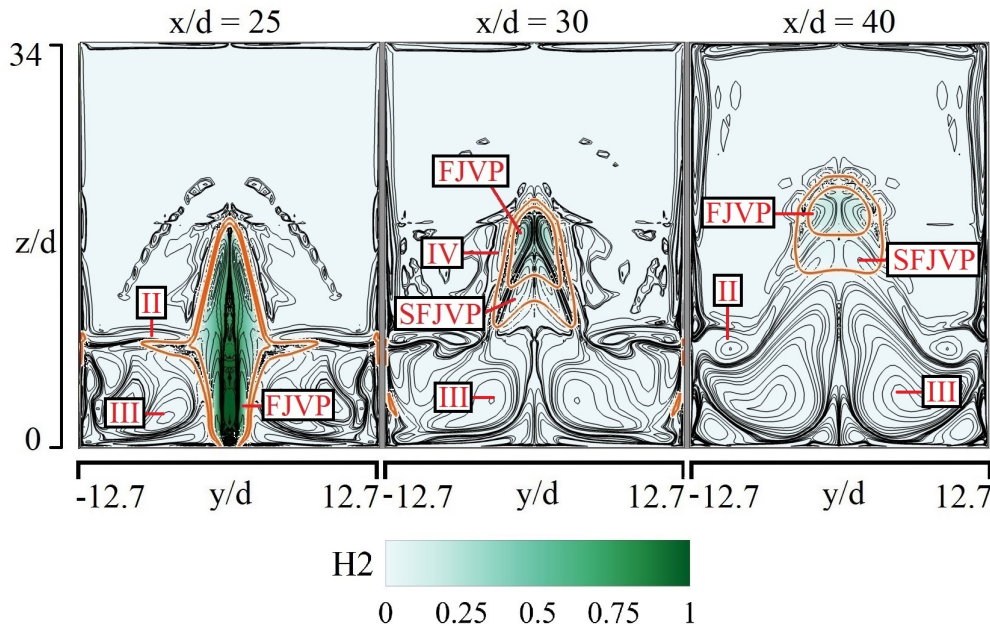 x/d = 25
x/d = 30
x/d = 40
34
z/d
0
II
III
FJVP
FJVP
IV
SFJVP
III
FJVP
SFJVP
II
III
-12.7 y/d 12.7
-12.7 y/d 12.7
-12.7 y/d 12.7
H2
0 0.25 0.5 0.75 1